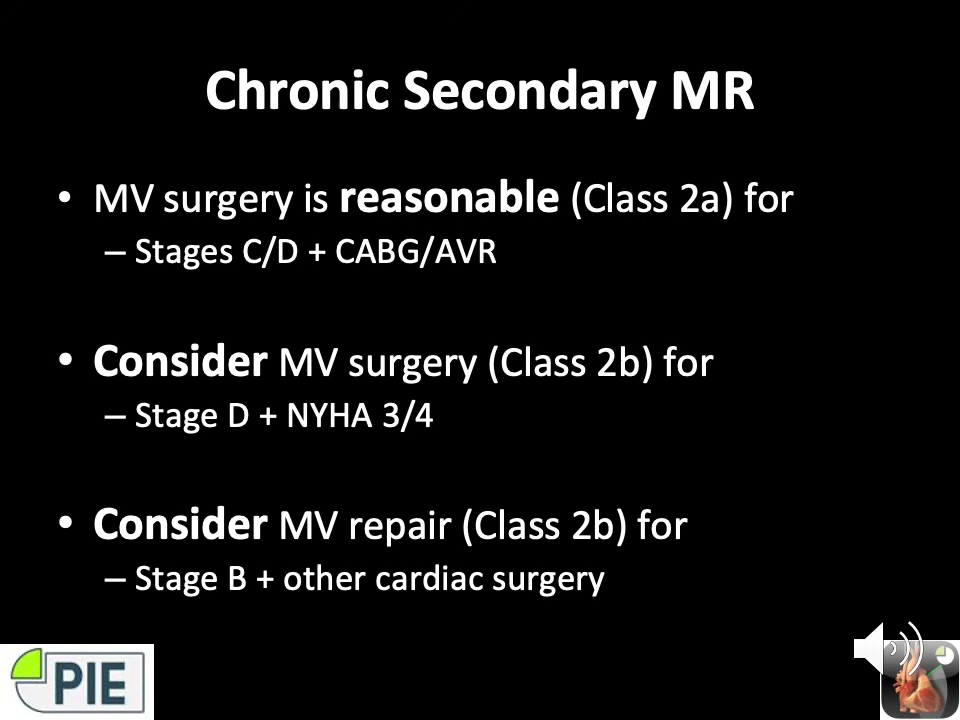 Chronic Secondary MR
• MV surgery is reasonable (Class 2a) for
– Stages C/D + CABG/AVR
• Consider MV surgery (Class 2b) for
– Stage D + NYHA 3/4
• Consider MV repair (Class 2b) for
– Stage B + other cardiac surgery
PIE